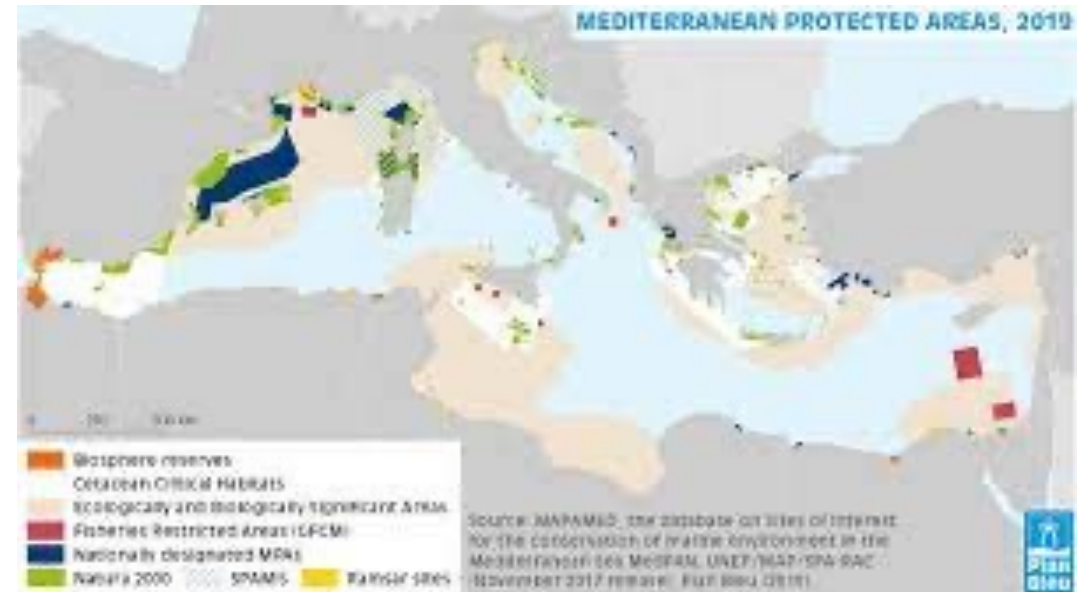 MEDITERRANEAN PROTECTED AREAS, 2019
Biosphere reserves
Cetacean Critical Habitats
Ecologically and Biologically Significant Areas
Fisheries Restricted Areas (GFCM)
Nationally designated MPAs
Natura 2000 SPAMIs Ramsar sites
Source: MAPAMED, the database on Sites of interest
for the conservation of marine environment in the
Mediterranean Sea MedPAN, UNEP/MAP-SPA-RAC
November 2017 release. Plan Bleu (2019)
Plan
Bleu